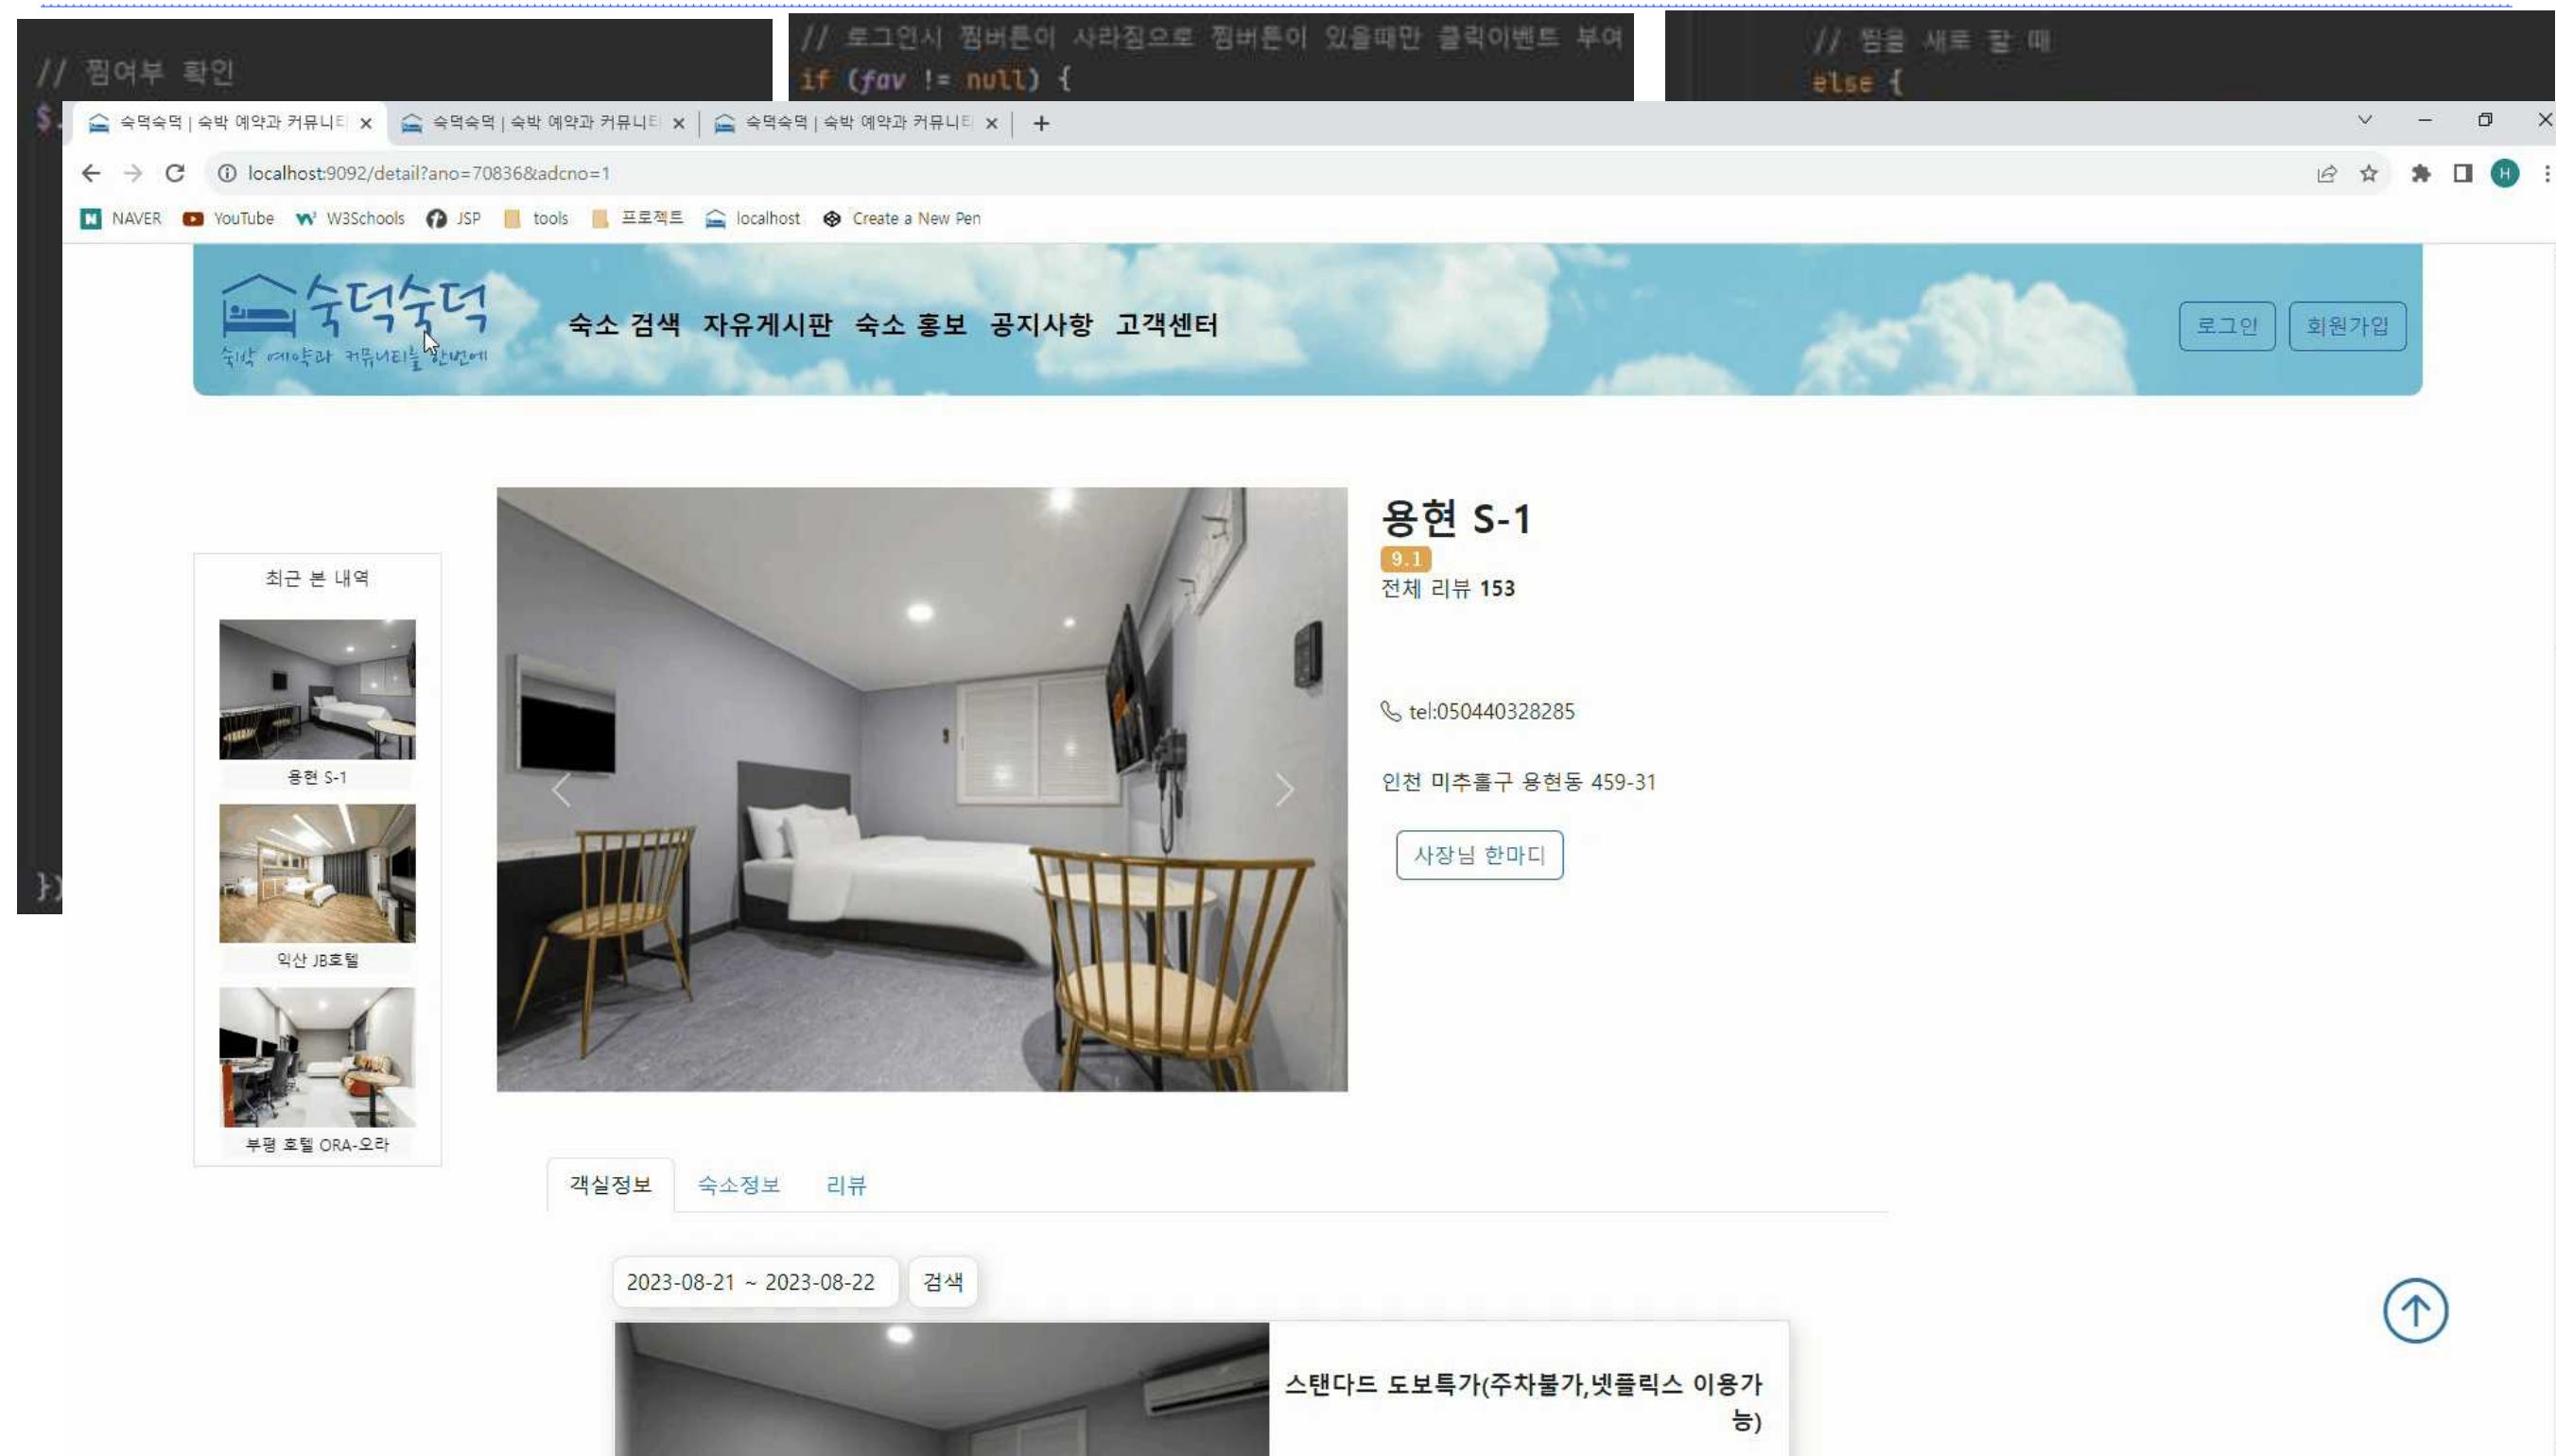 // 찜여부 확인
$.
})
// 로그인시 찜버튼이 사라짐으로 찜버튼이 있을때만 클릭이벤트 부여
if (fav != null) {
// 찜을 새로 할 때
else {
숙덕숙덕 | 숙박 예약과 커뮤니티
숙덕숙덕 | 숙박 예약과 커뮤니티
숙덕숙덕 | 숙박 예약과 커뮤니티
localhost:9092/detail?ano=70836&adcno=1
H
N NAVER YouTube W3Schools JSP tools 프로젝트 localhost Create a New Pen
숙덕숙덕
숙박 예약과 커뮤니티를 한번에
숙소 검색 자유게시판 숙소 홍보 공지사항 고객센터
로그인 회원가입
최근 본 내역
용현 S-1
익산 JB호텔
부평 호텔 ORA-오라
용현 S-1
9.1
전체 리뷰 153
tel:050440328285
인천 미추홀구 용현동 459-31
사장님 한마디
객실정보 숙소정보 리뷰
2023-08-21 ~ 2023-08-22 검색
스탠다드 도보특가(주차불가,넷플릭스 이용가
능)